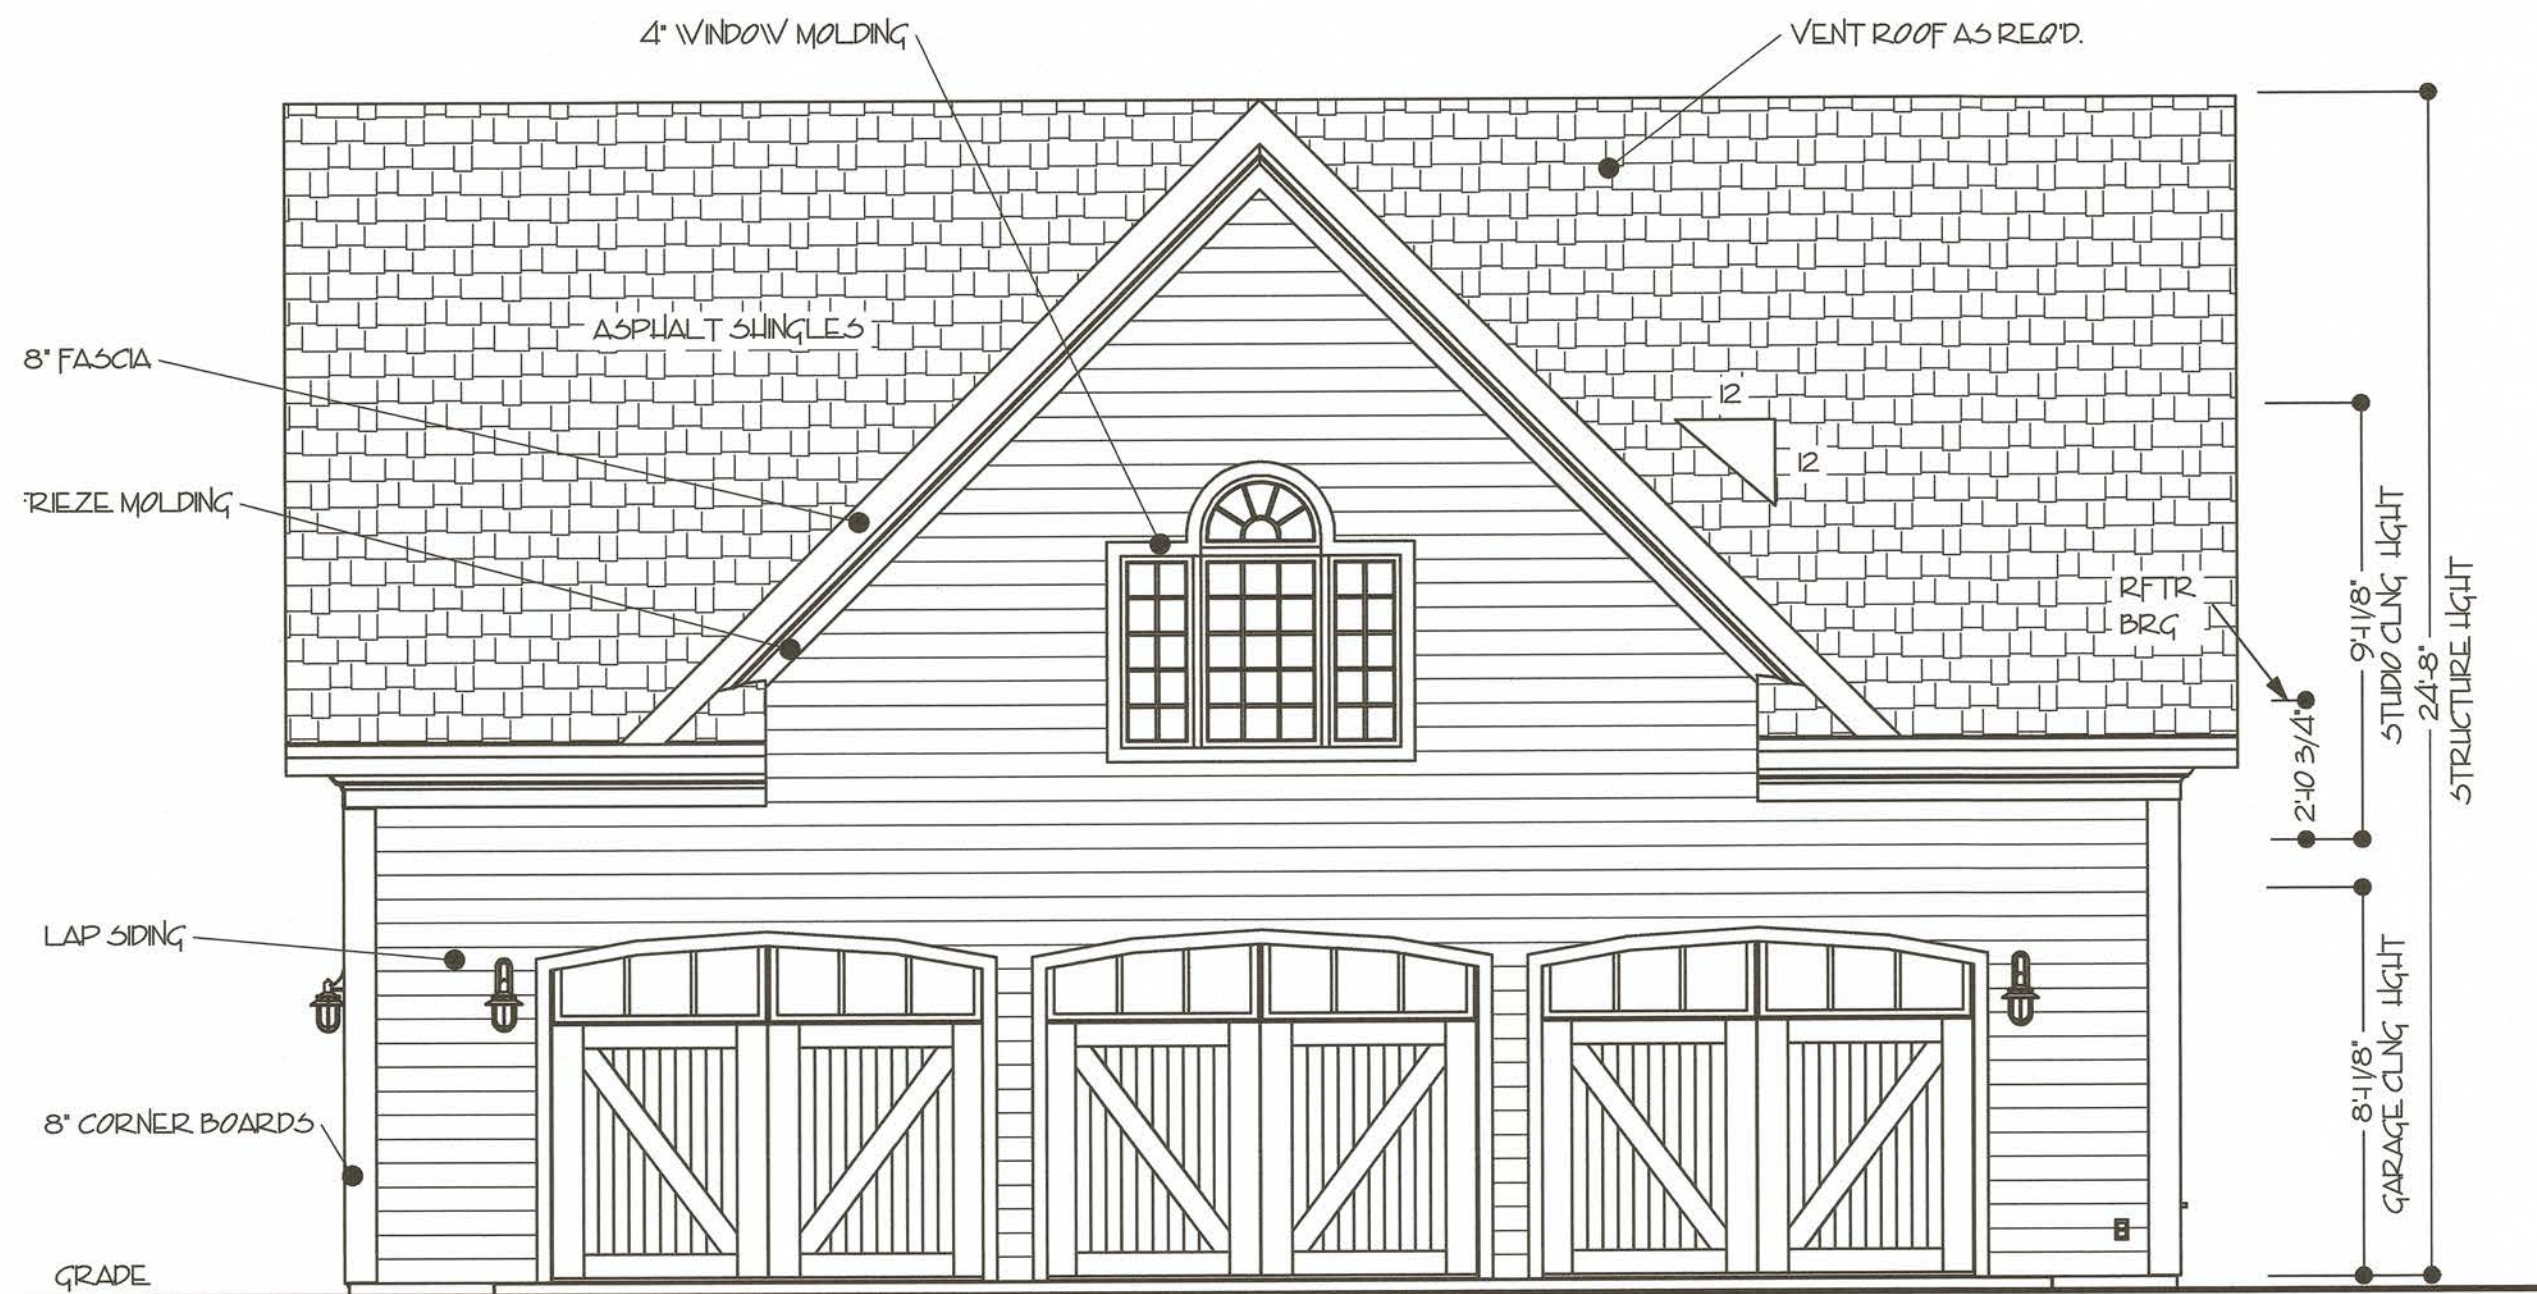 4" WINDOW MOLDING
VENT ROOF AS REQ'D.
ASPHALT SHINGLES
8" FASCIA
12
12
RIEZE MOLDING
RFTR
BRG
2'-10 3/4"
9'-1 1/8"
STUDIO CLNG HGHT
24'-8"
STRUCTURE HGHT
LAP SIDING
8'-1 1/8"
GARAGE CLNG HGHT
8" CORNER BOARDS
GRADE